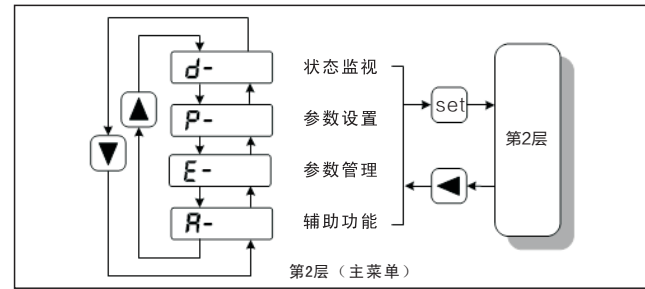 d- 状态监视
P- 参数设置
E- 参数管理
A- 辅助功能
set
第2层
第2层（主菜单）